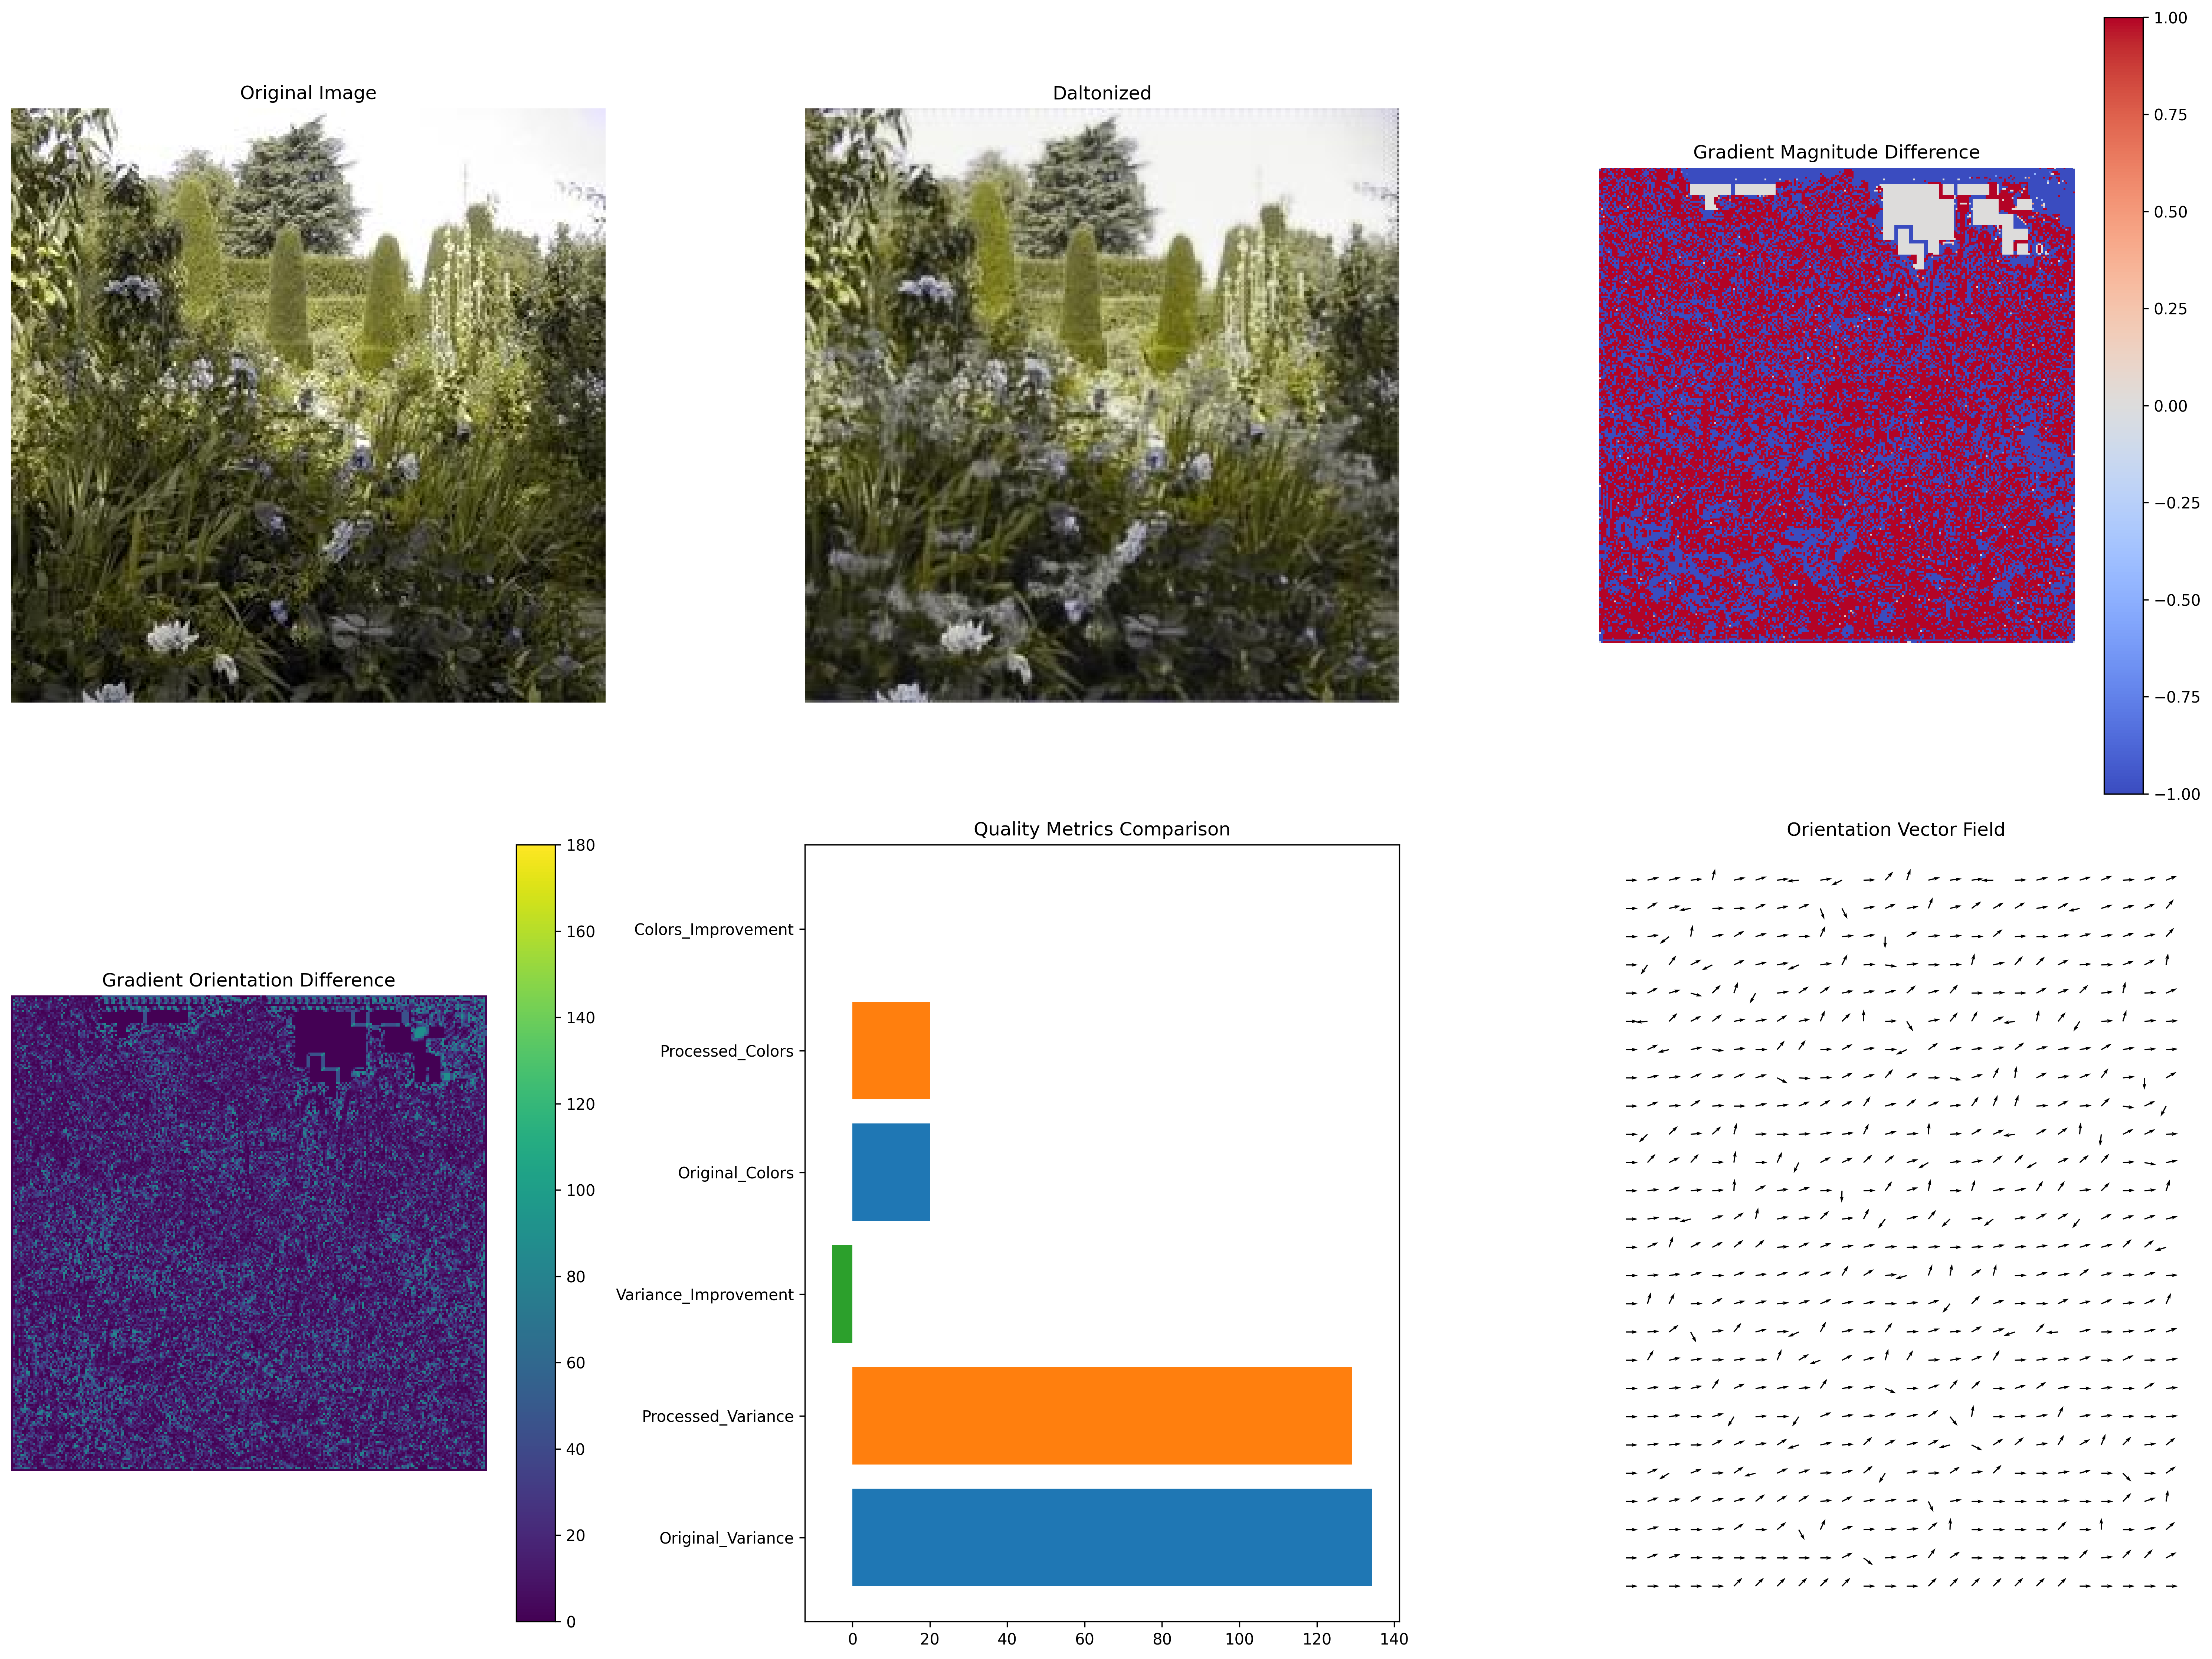 Original Image
Daltonized
Gradient Magnitude Difference
1.00
0.75
0.50
0.25
0.00
−0.25
−0.50
−0.75
−1.00
Gradient Orientation Difference
180
160
140
120
100
80
60
40
20
0
Quality Metrics Comparison
Colors_Improvement
Processed_Colors
Original_Colors
Variance_Improvement
Processed_Variance
Original_Variance
0 20 40 60 80 100 120 140
Orientation Vector Field